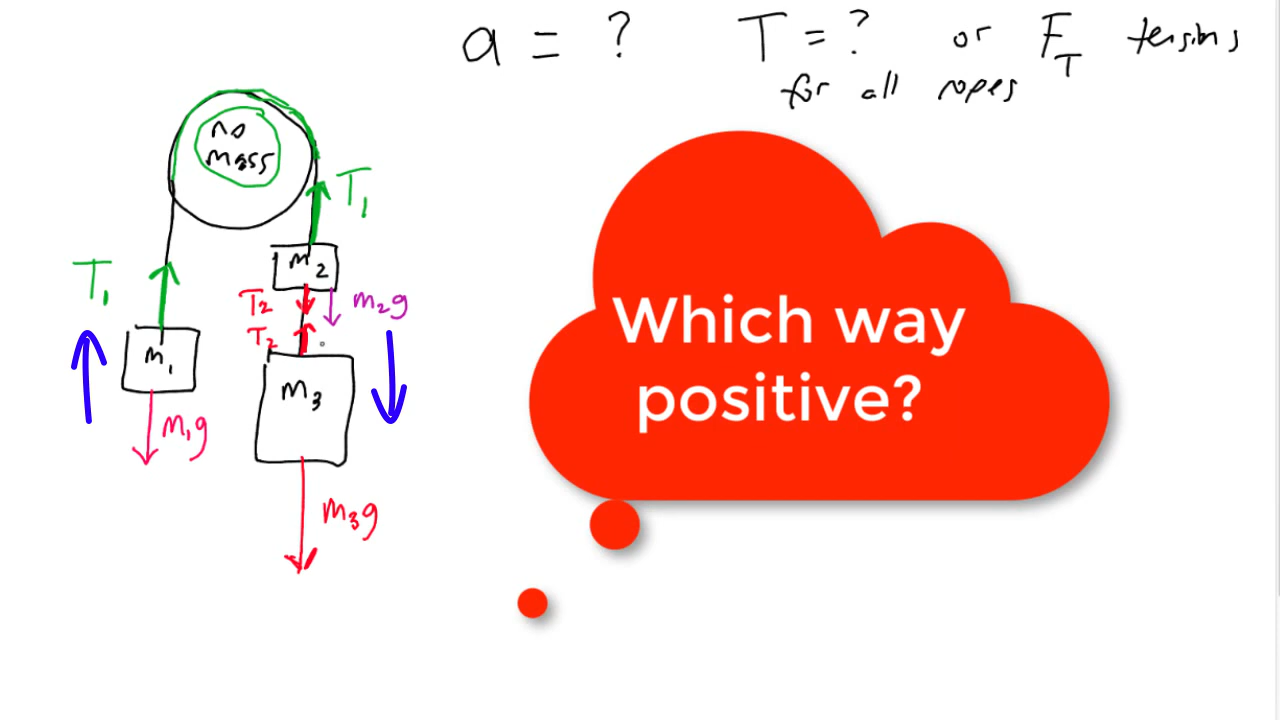 a = ? T = ? or F_T tensions
for all ropes
no
mass
T₁
m₂
T₁
T₂ m₂g
T₂
m₁
m₃
m₁g
m₃g
Which way
positive?